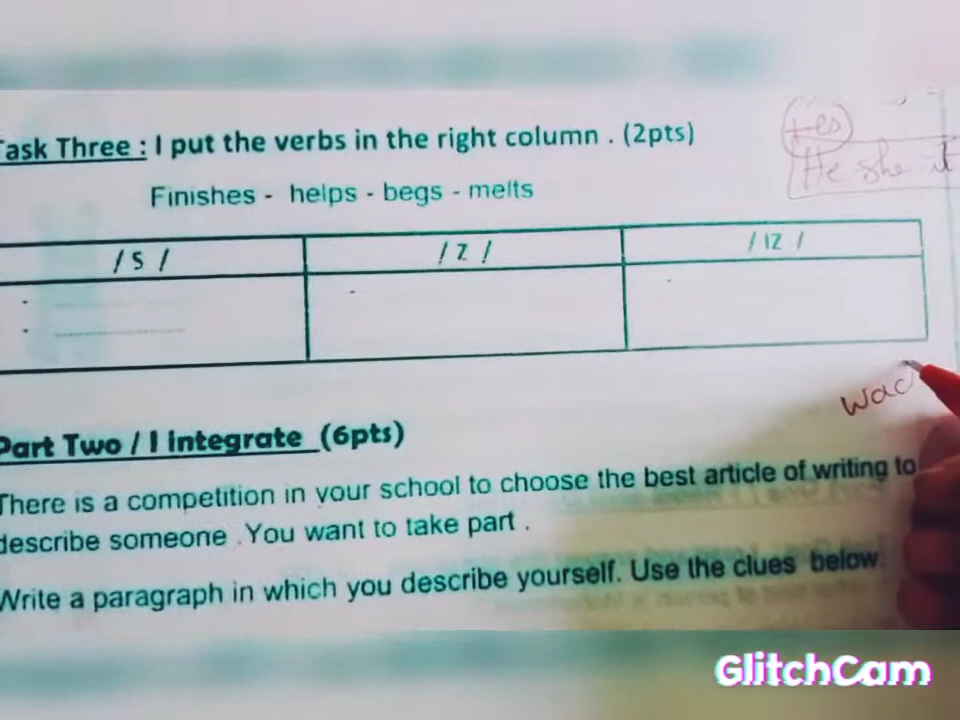 Task Three : I put the verbs in the right column . (2pts)
+es
He she it
Finishes - helps - begs - melts
/ S / / Z / / IZ /
wac
Part Two / I integrate (6pts)
There is a competition in your school to choose the best article of writing to
describe someone . You want to take part .
Write a paragraph in which you describe yourself. Use the clues below
GlitchCam